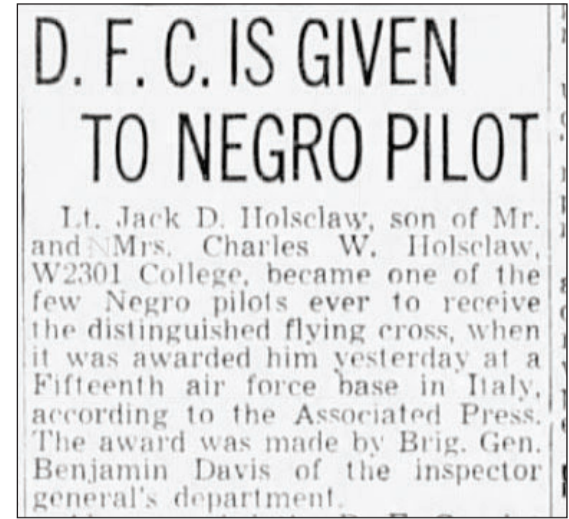 D. F. C. IS GIVEN
TO NEGRO PILOT
Lt. Jack D. Holsclaw, son of Mr.
and Mrs. Charles W. Holsclaw,
W2301 College, became one of the
few Negro pilots ever to receive
the distinguished flying cross, when
it was awarded him yesterday at a
Fifteenth air force base in Italy,
according to the Associated Press.
The award was made by Brig. Gen.
Benjamin Davis of the inspector
general's department.